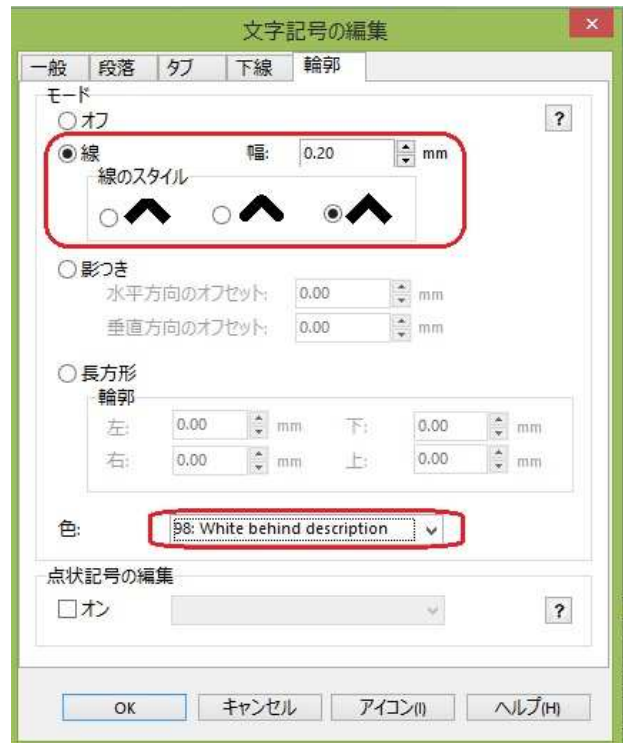 文字記号の編集
×
一般 段落 タブ 下線 輪郭
モード
オフ ?
線 幅: 0.20 mm
線のスタイル
影つき
水平方向のオフセット: 0.00 mm
垂直方向のオフセット: 0.00 mm
長方形
輪郭
左: 0.00 mm 下: 0.00 mm
右: 0.00 mm 上: 0.00 mm
色: 98: White behind description
点状記号の編集
オン ?
OK キャンセル アイコン(I) ヘルプ(H)